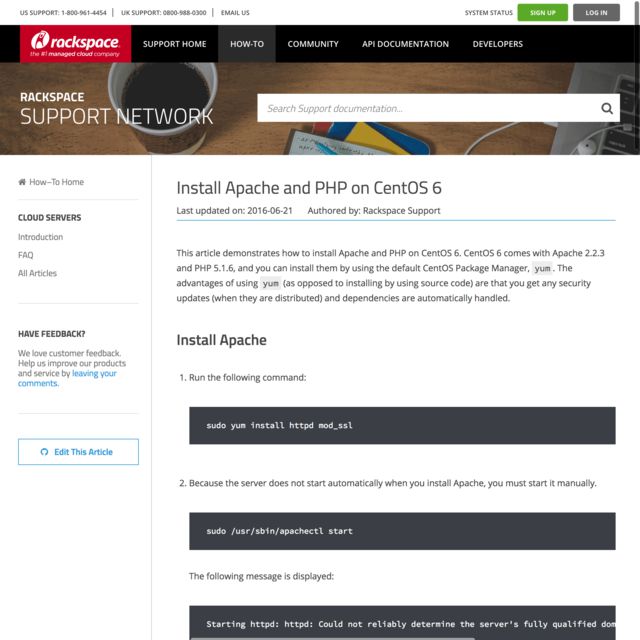 US SUPPORT: 1-800-961-4454 | UK SUPPORT: 0800-988-0300 | EMAIL US
SYSTEM STATUS
SIGN UP
LOG IN
rackspace.
the #1 managed cloud company
SUPPORT HOME
HOW-TO
COMMUNITY
API DOCUMENTATION
DEVELOPERS
RACKSPACE
SUPPORT NETWORK
Search Support documentation...
How-To Home
CLOUD SERVERS
Introduction
FAQ
All Articles
HAVE FEEDBACK?
We love customer feedback.
Help us improve our products
and service by leaving your
comments.
Edit This Article
Install Apache and PHP on CentOS 6
Last updated on: 2016-06-21 Authored by: Rackspace Support
This article demonstrates how to install Apache and PHP on CentOS 6. CentOS 6 comes with Apache 2.2.3
and PHP 5.1.6, and you can install them by using the default CentOS Package Manager, yum. The
advantages of using yum (as opposed to installing by using source code) are that you get any security
updates (when they are distributed) and dependencies are automatically handled.
Install Apache
1. Run the following command:
sudo yum install httpd mod_ssl
2. Because the server does not start automatically when you install Apache, you must start it manually.
sudo /usr/sbin/apachectl start
The following message is displayed:
Starting httpd: httpd: Could not reliably determine the server's fully qualified dom